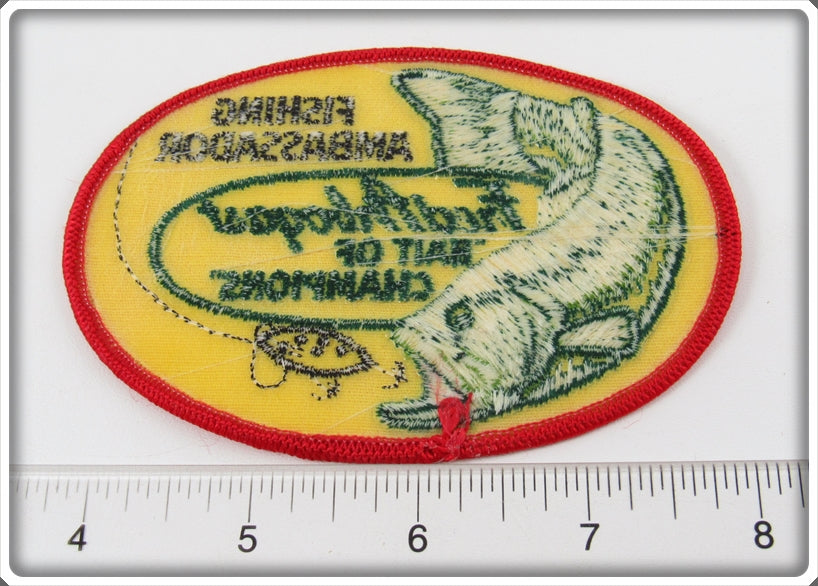 FISHING
AMBASSADOR
Fred Arbogast
"BAIT OF
CHAMPIONS"
4 5 6 7 8